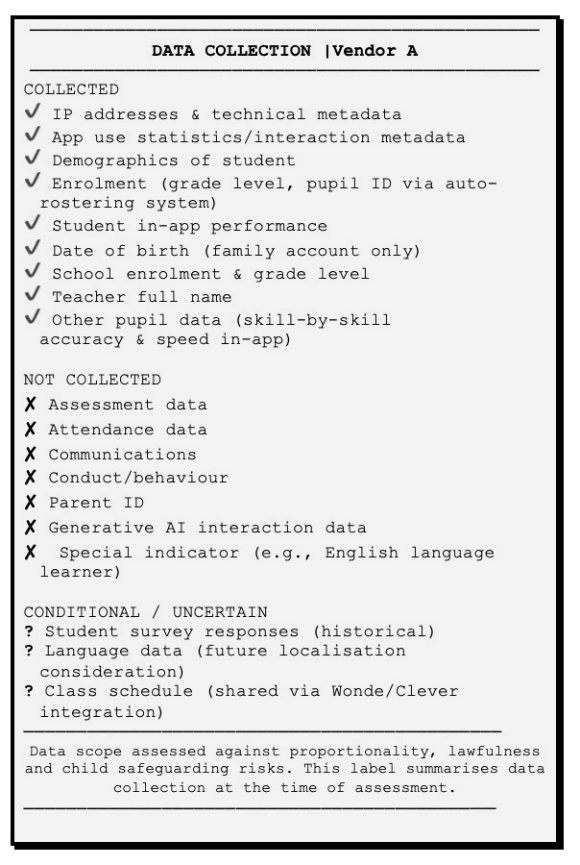 DATA COLLECTION |Vendor A
COLLECTED
✔ IP addresses & technical metadata
✔ App use statistics/interaction metadata
✔ Demographics of student
✔ Enrolment (grade level, pupil ID via auto-
rostering system)
✔ Student in-app performance
✔ Date of birth (family account only)
✔ School enrolment & grade level
✔ Teacher full name
✔ Other pupil data (skill-by-skill
accuracy & speed in-app)
NOT COLLECTED
✗ Assessment data
✗ Attendance data
✗ Communications
✗ Conduct/behaviour
✗ Parent ID
✗ Generative AI interaction data
✗ Special indicator (e.g., English language
learner)
CONDITIONAL / UNCERTAIN
? Student survey responses (historical)
? Language data (future localisation
consideration)
? Class schedule (shared via Wonde/Clever
integration)
Data scope assessed against proportionality, lawfulness
and child safeguarding risks. This label summarises data
collection at the time of assessment.